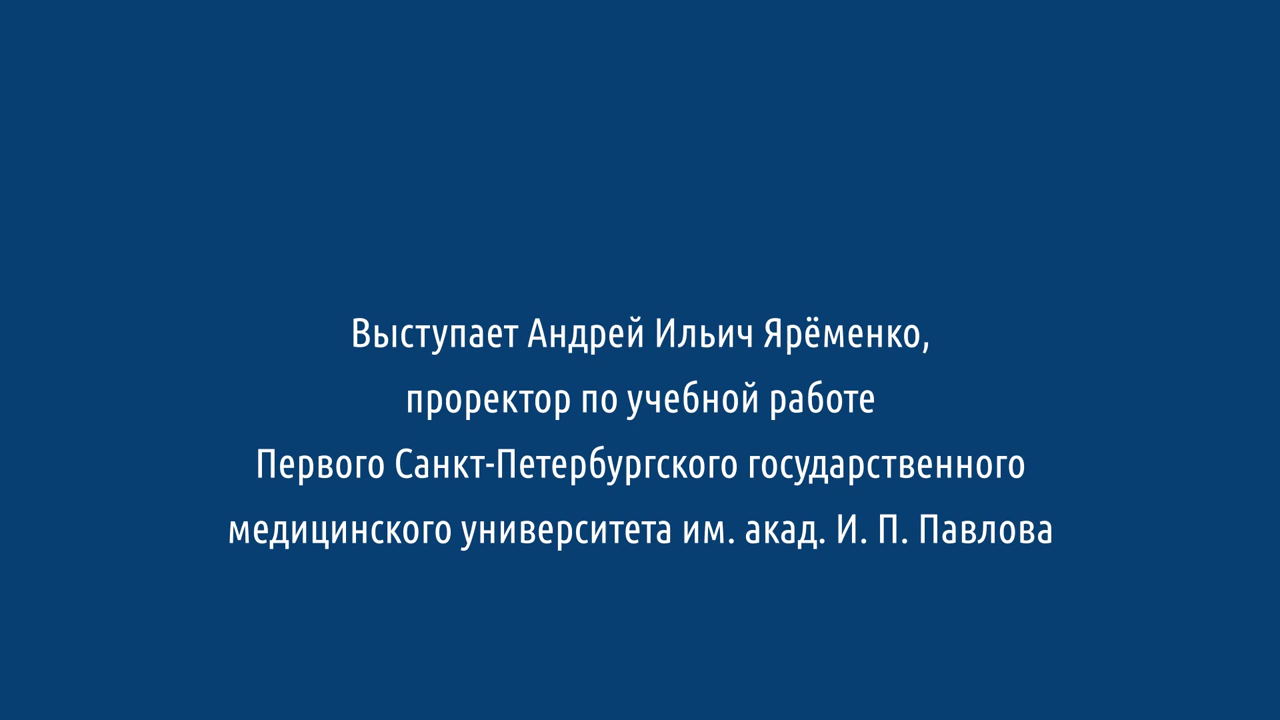 Выступает Андрей Ильич Ярёменко,
проректор по учебной работе
Первого Санкт-Петербургского государственного
медицинского университета им. акад. И. П. Павлова